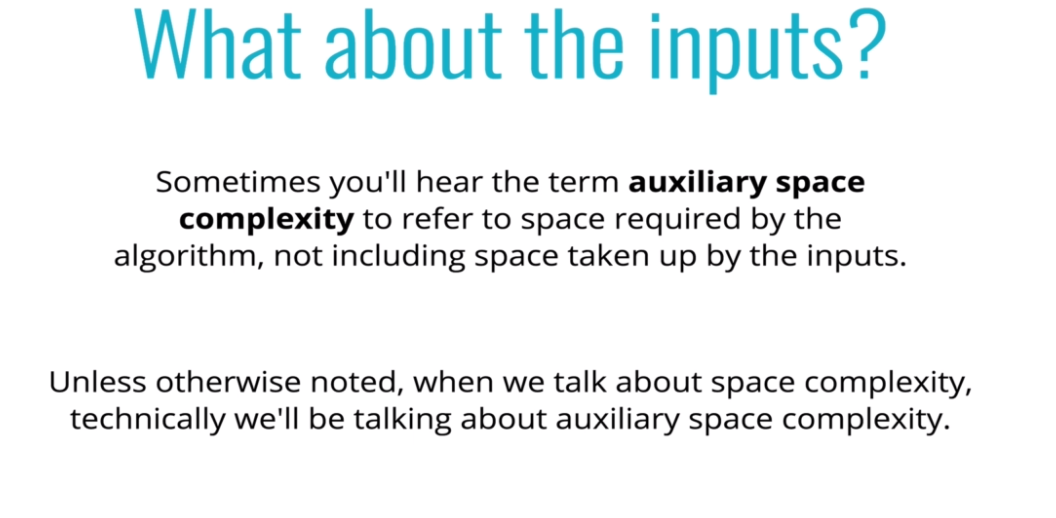 What about the inputs?
Sometimes you'll hear the term auxiliary space
complexity to refer to space required by the
algorithm, not including space taken up by the inputs.
Unless otherwise noted, when we talk about space complexity,
technically we'll be talking about auxiliary space complexity.